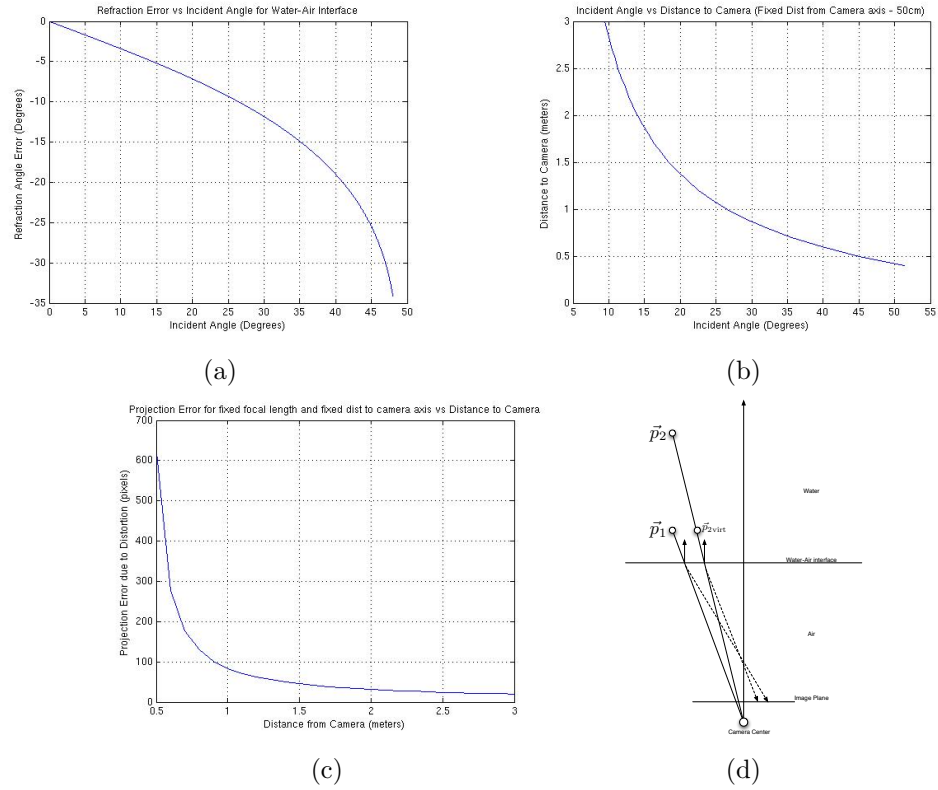 Refraction Error vs Incident Angle for Water-Air Interface
0
-5
-10
-15
-20
-25
-30
-35
0 5 10 15 20 25 30 35 40 45 50
Refraction Angle Error (Degrees)
Incident Angle (Degrees)
(a)
Incident Angle vs Distance to Camera (Fixed Dist from Camera axis - 50cm)
3
2.5
2
1.5
1
0.5
0
5 10 15 20 25 30 35 40 45 50 55
Distance to Camera (meters)
Incident Angle (Degrees)
(b)
Projection Error for fixed focal length and fixed dist to camera axis vs Distance to Camera
700
600
500
400
300
200
100
0
0.5 1 1.5 2 2.5 3
Projection Error due to Distortion (pixels)
Distance from Camera (meters)
(c)
p⃗2
Water
p⃗1 p⃗2virt
Water-Air interface
Air
Image Plane
Camera Center
(d)